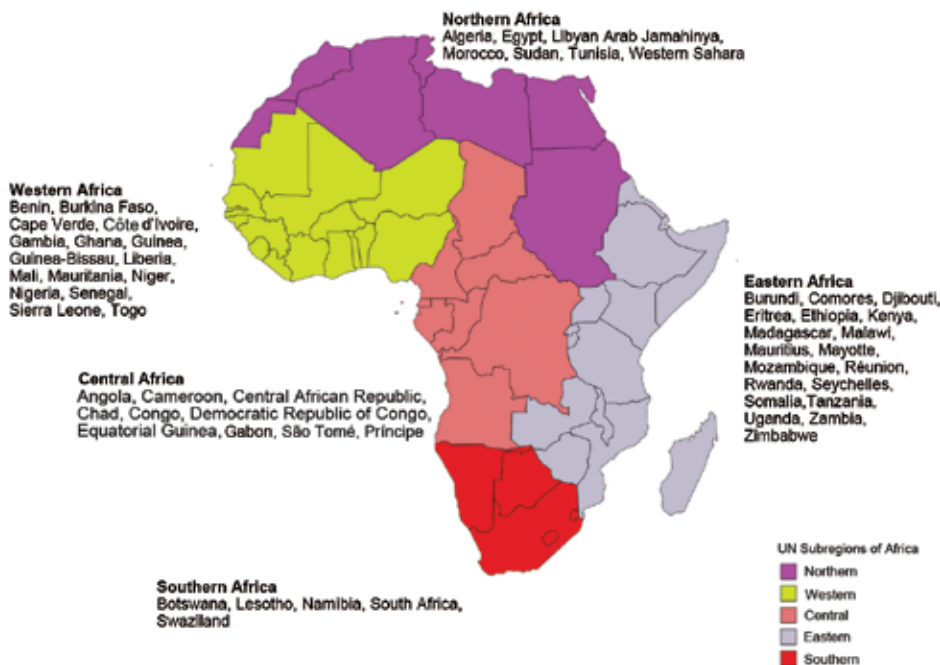 Northern Africa
Algeria, Egypt, Libyan Arab Jamahinya,
Morocco, Sudan, Tunisia, Western Sahara
Western Africa
Benin, Burkina Faso,
Cape Verde, Côte d'Ivoire,
Gambia, Ghana, Guinea,
Guinea-Bissau, Liberia,
Mali, Mauritania, Niger,
Nigeria, Senegal,
Sierra Leone, Togo
Eastern Africa
Burundi, Comores, Djibouti,
Eritrea, Ethiopia, Kenya,
Madagascar, Malawi,
Mauritius, Mayotte,
Mozambique, Réunion,
Rwanda, Seychelles,
Somalia,Tanzania,
Uganda, Zambia,
Zimbabwe
Central Africa
Angola, Cameroon, Central African Republic,
Chad, Congo, Democratic Republic of Congo,
Equatorial Guinea, Gabon, São Tomé, Príncipe
Southern Africa
Botswana, Lesotho, Namibia, South Africa,
Swaziland
UN Subregions of Africa
Northern
Western
Central
Eastern
Southern